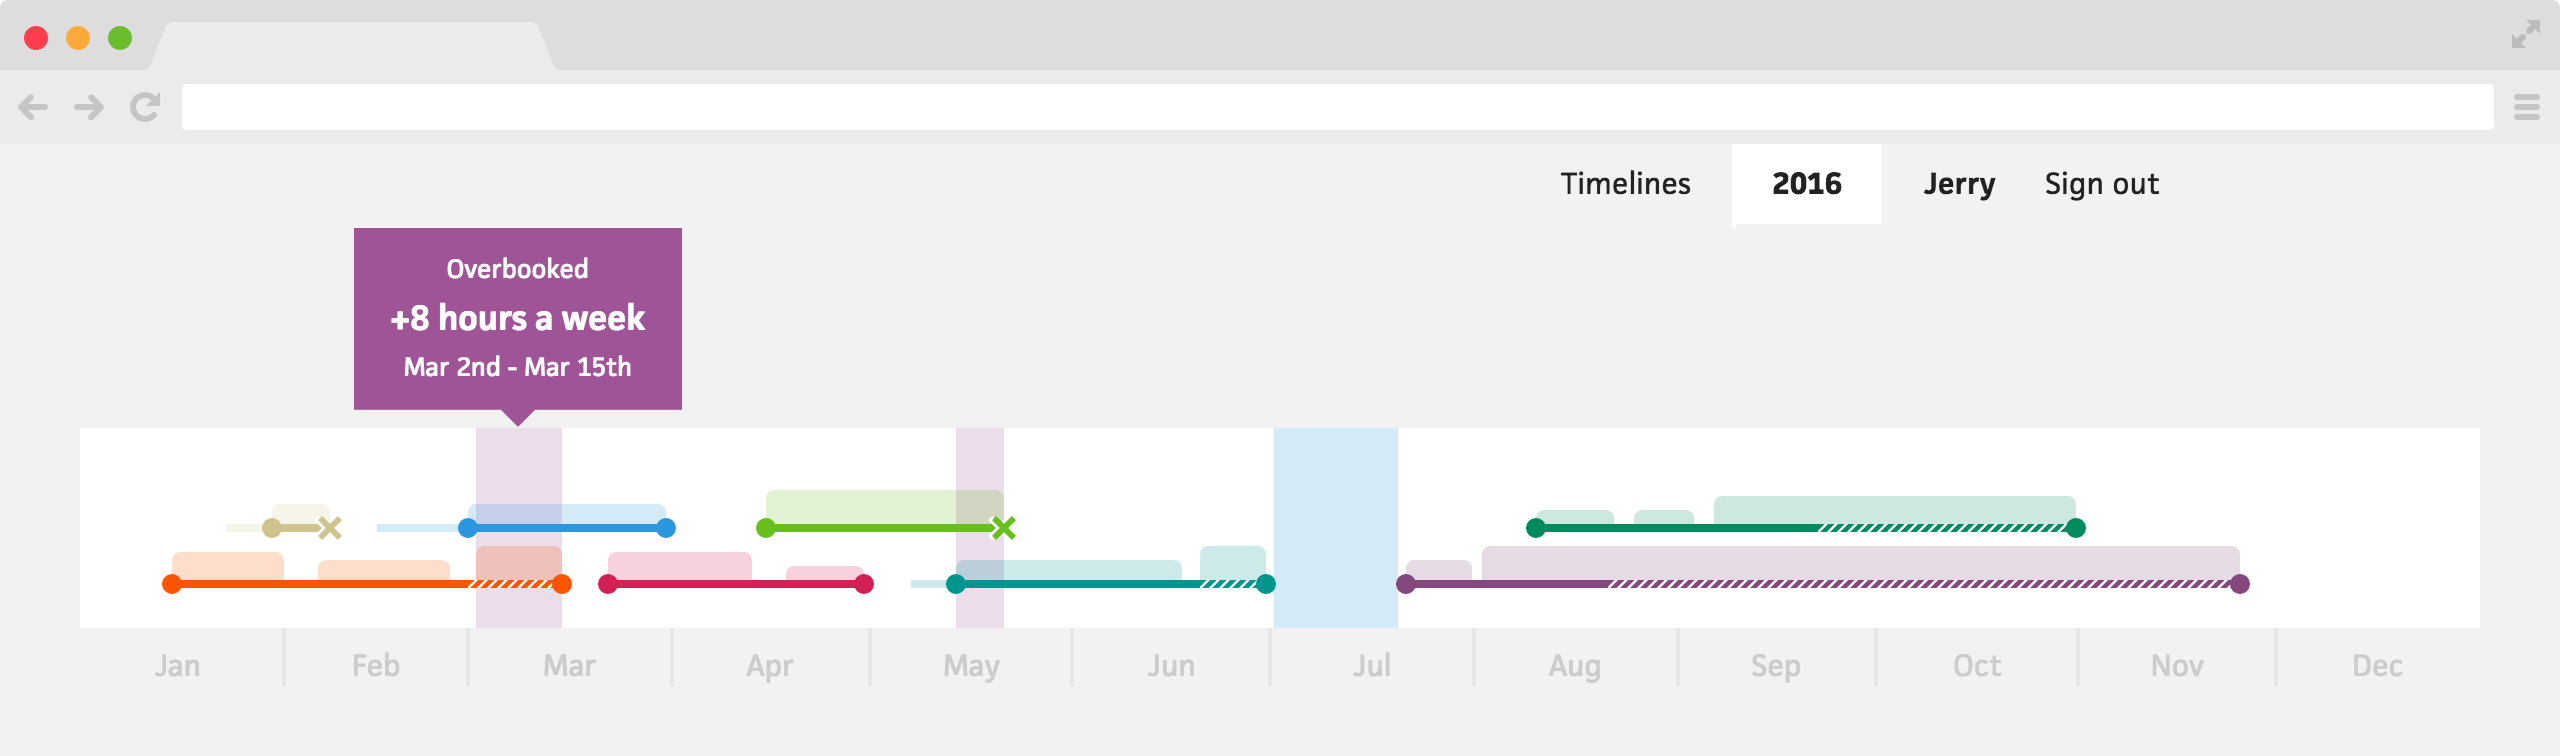 Timelines
2016
Jerry
Sign out
Overbooked
+8 hours a week
Mar 2nd - Mar 15th
Jan
Feb
Mar
Apr
May
Jun
Jul
Aug
Sep
Oct
Nov
Dec